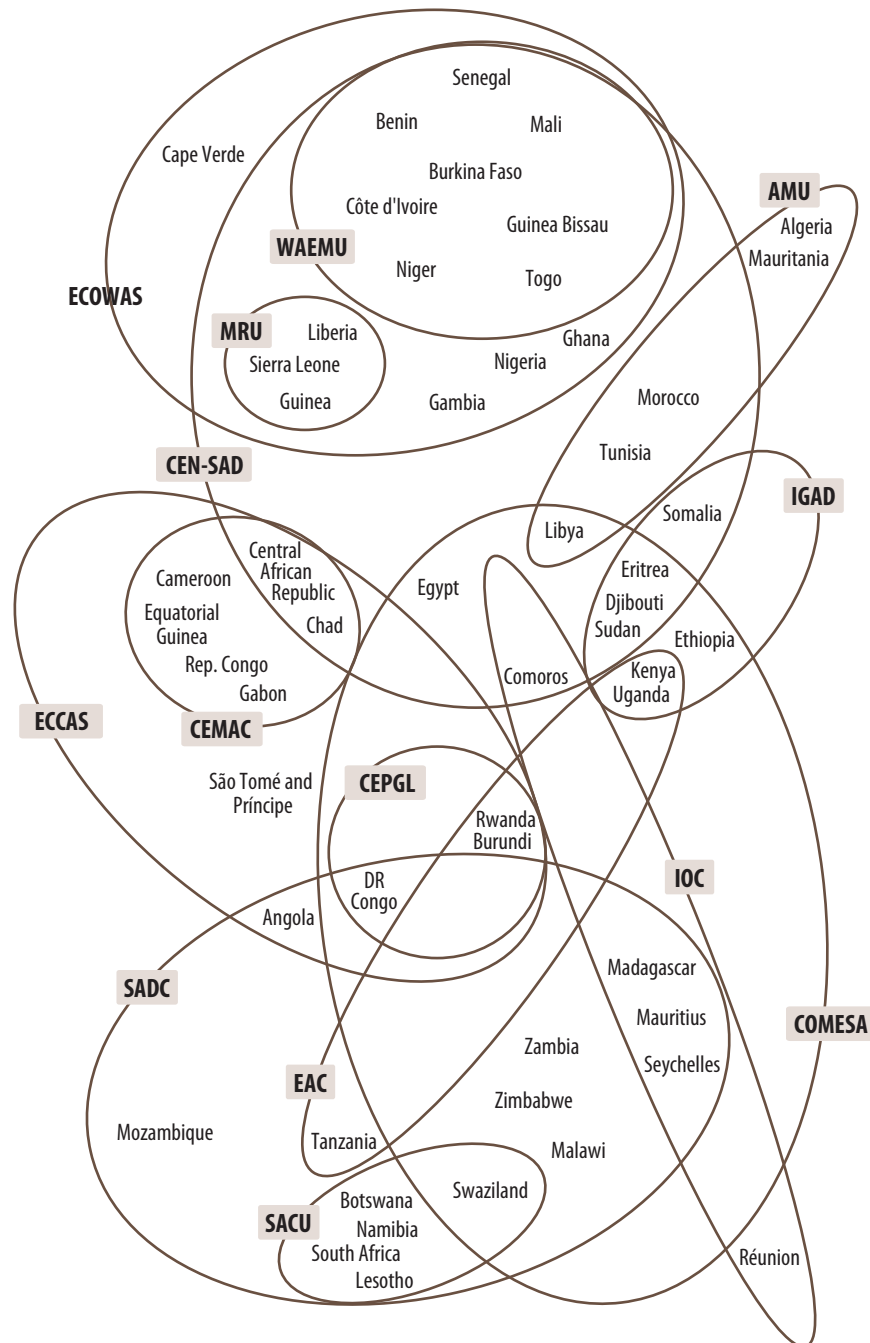 Senegal
Benin
Mali
Cape Verde
Burkina Faso
AMU
Côte d'Ivoire
Algeria
Guinea Bissau
WAEMU
Mauritania
Niger
Togo
ECOWAS
MRU
Liberia
Ghana
Sierra Leone
Nigeria
Guinea
Gambia
Morocco
Tunisia
CEN-SAD
IGAD
Somalia
Libya
Central
African
Republic
Cameroon
Egypt
Eritrea
Equatorial
Guinea
Chad
Djibouti
Sudan
Ethiopia
Rep. Congo
Gabon
Comoros
Kenya
Uganda
ECCAS
CEMAC
São Tomé and
Príncipe
CEPGL
Rwanda
Burundi
DR
Congo
IOC
Angola
Madagascar
SADC
Mauritius
COMESA
Zambia
Seychelles
EAC
Zimbabwe
Mozambique
Tanzania
Malawi
Swaziland
Botswana
SACU
Namibia
South Africa
Lesotho
Réunion